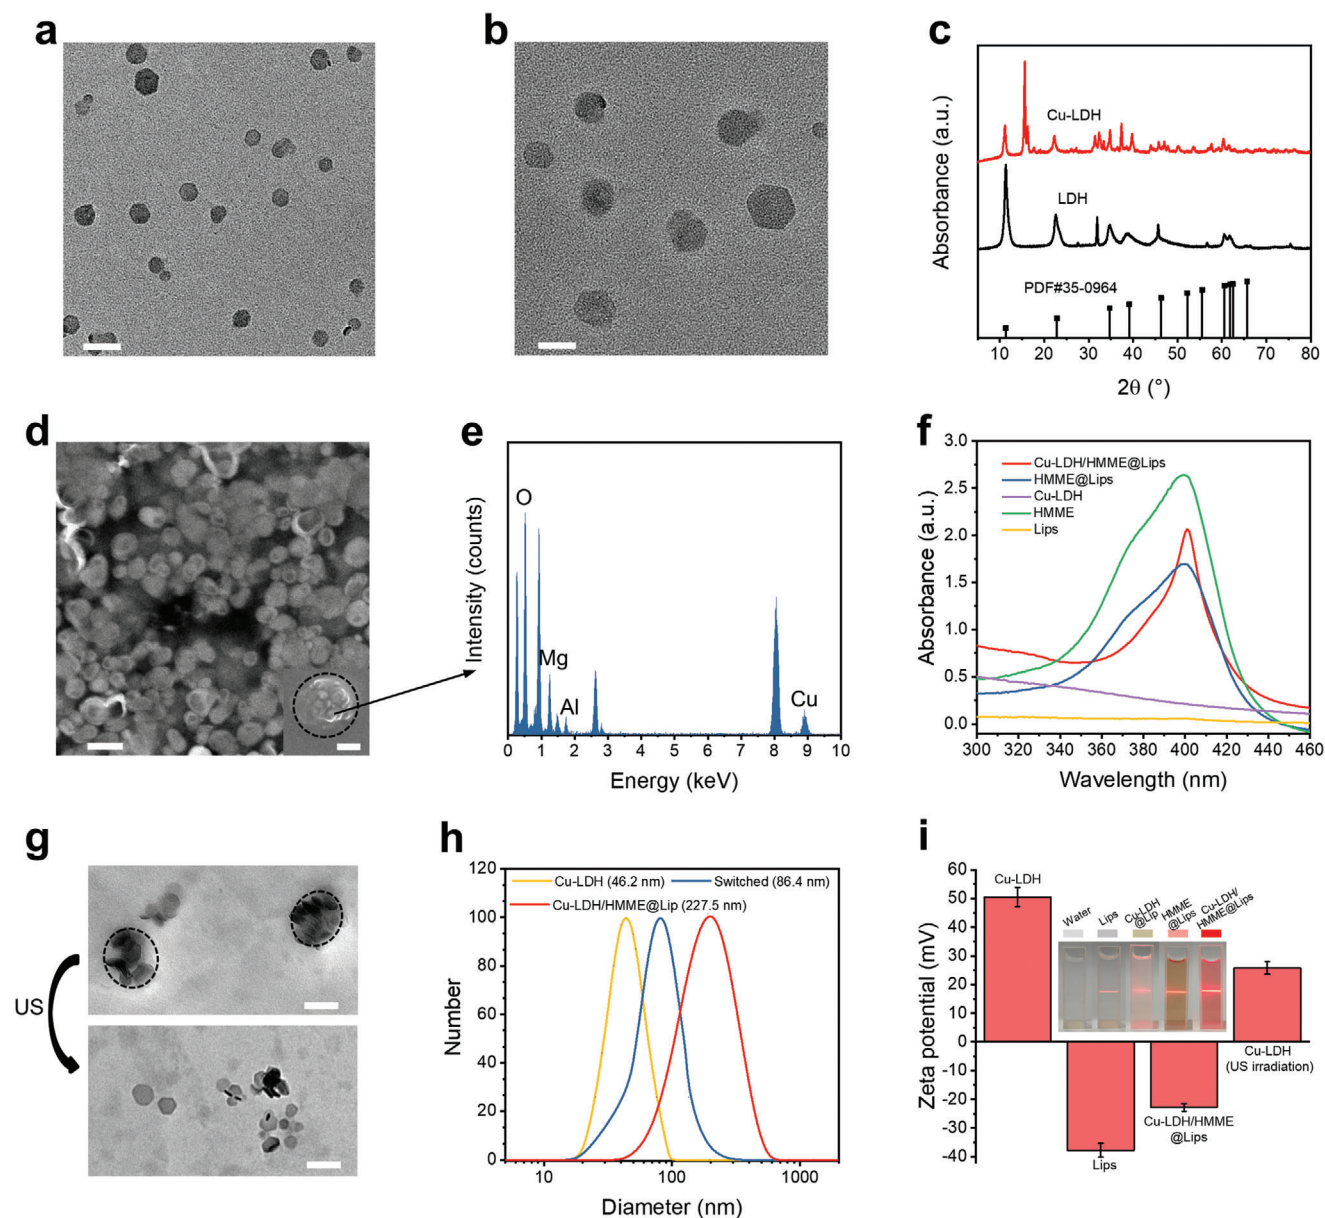 a
b
c
Absorbance (a.u.)
Cu-LDH
LDH
PDF#35-0964
10 20 30 40 50 60 70 80
2θ (°)
d
e
Intensity (counts)
O
Mg
Al
Cu
0 1 2 3 4 5 6 7 8 9 10
Energy (keV)
f
Absorbance (a.u.)
3.0
2.5
2.0
1.5
1.0
0.5
0.0
Cu-LDH/HMME@Lips
HMME@Lips
Cu-LDH
HMME
Lips
300 320 340 360 380 400 420 440 460
Wavelength (nm)
g
US
h
Number
120
100
80
60
40
20
0
Cu-LDH (46.2 nm)
Switched (86.4 nm)
Cu-LDH/HMME@Lip (227.5 nm)
10 100 1000
Diameter (nm)
i
Zeta potential (mV)
60
50
40
30
20
10
0
-10
-20
-30
-40
Cu-LDH
Water
Lips
Cu-LDH
@Lip
HMME
@Lips
Cu-LDH/
HMME@Lips
Cu-LDH
(US irradiation)
Cu-LDH/HMME
@Lips
Lips